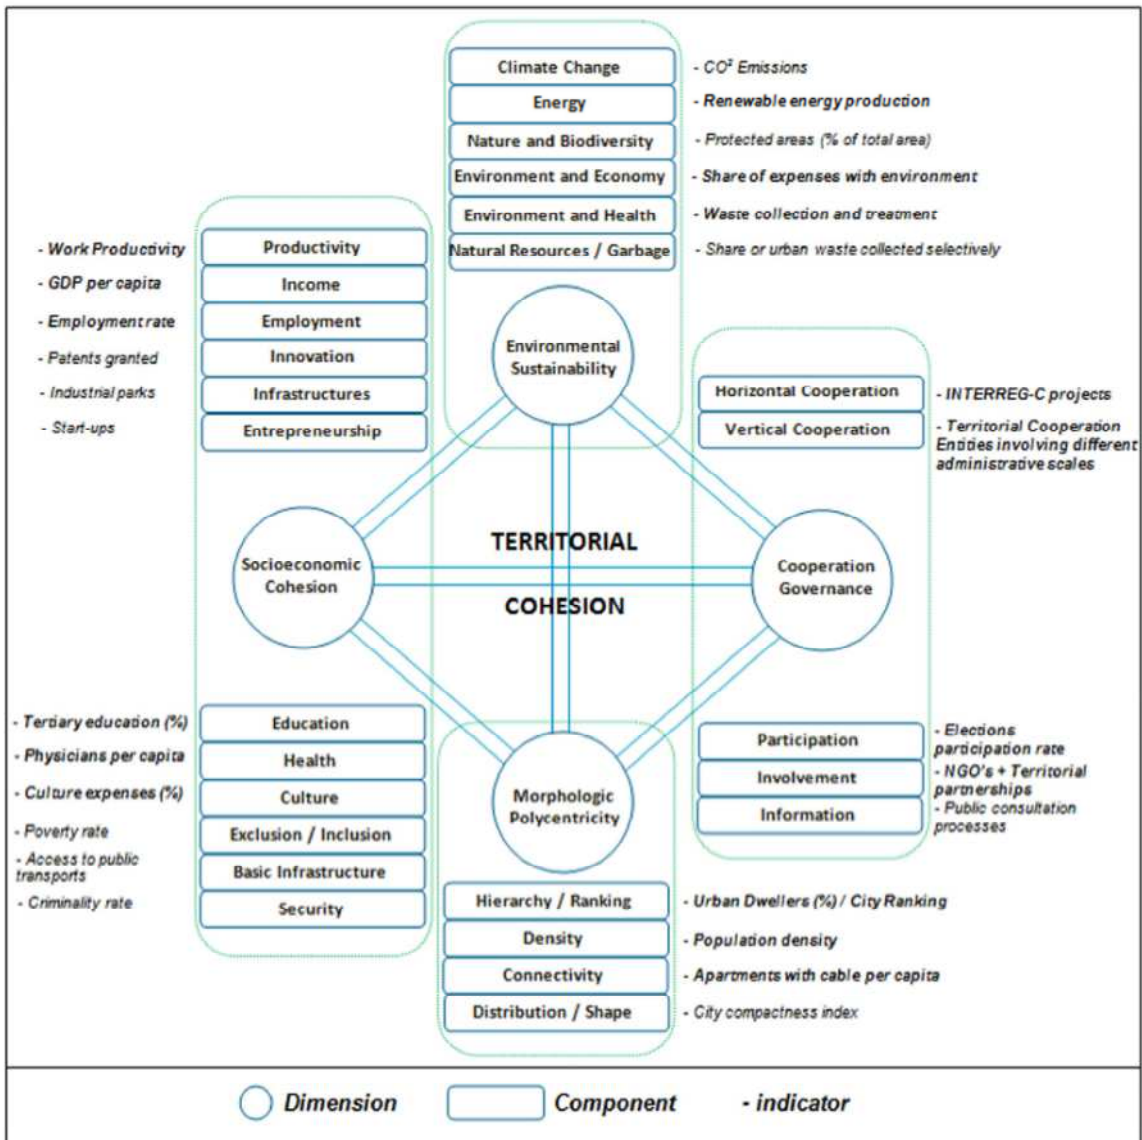 Climate Change
- CO² Emissions
Energy
- Renewable energy production
Nature and Biodiversity
- Protected areas (% of total area)
Environment and Economy
- Share of expenses with environment
Environment and Health
- Waste collection and treatment
Natural Resources / Garbage
- Share or urban waste collected selectively
- Work Productivity
Productivity
- GDP per capita
Income
- Employment rate
Employment
- Patents granted
Innovation
- Industrial parks
Infrastructures
- Start-ups
Entrepreneurship
Environmental
Sustainability
Horizontal Cooperation
- INTERREG-C projects
Vertical Cooperation
- Territorial Cooperation
Entities involving different
administrative scales
Socioeconomic
Cohesion
TERRITORIAL
COHESION
Cooperation
Governance
- Tertiary education (%)
Education
- Physicians per capita
Health
- Culture expenses (%)
Culture
- Poverty rate
Exclusion / Inclusion
- Access to public
transports
Basic Infrastructure
- Criminality rate
Security
Morphologic
Polycentricity
Participation
- Elections
participation rate
Involvement
- NGO's + Territorial
partnerships
Information
- Public consultation
processes
Hierarchy / Ranking
- Urban Dwellers (%) / City Ranking
Density
- Population density
Connectivity
- Apartments with cable per capita
Distribution / Shape
- City compactness index
Dimension
Component
- indicator